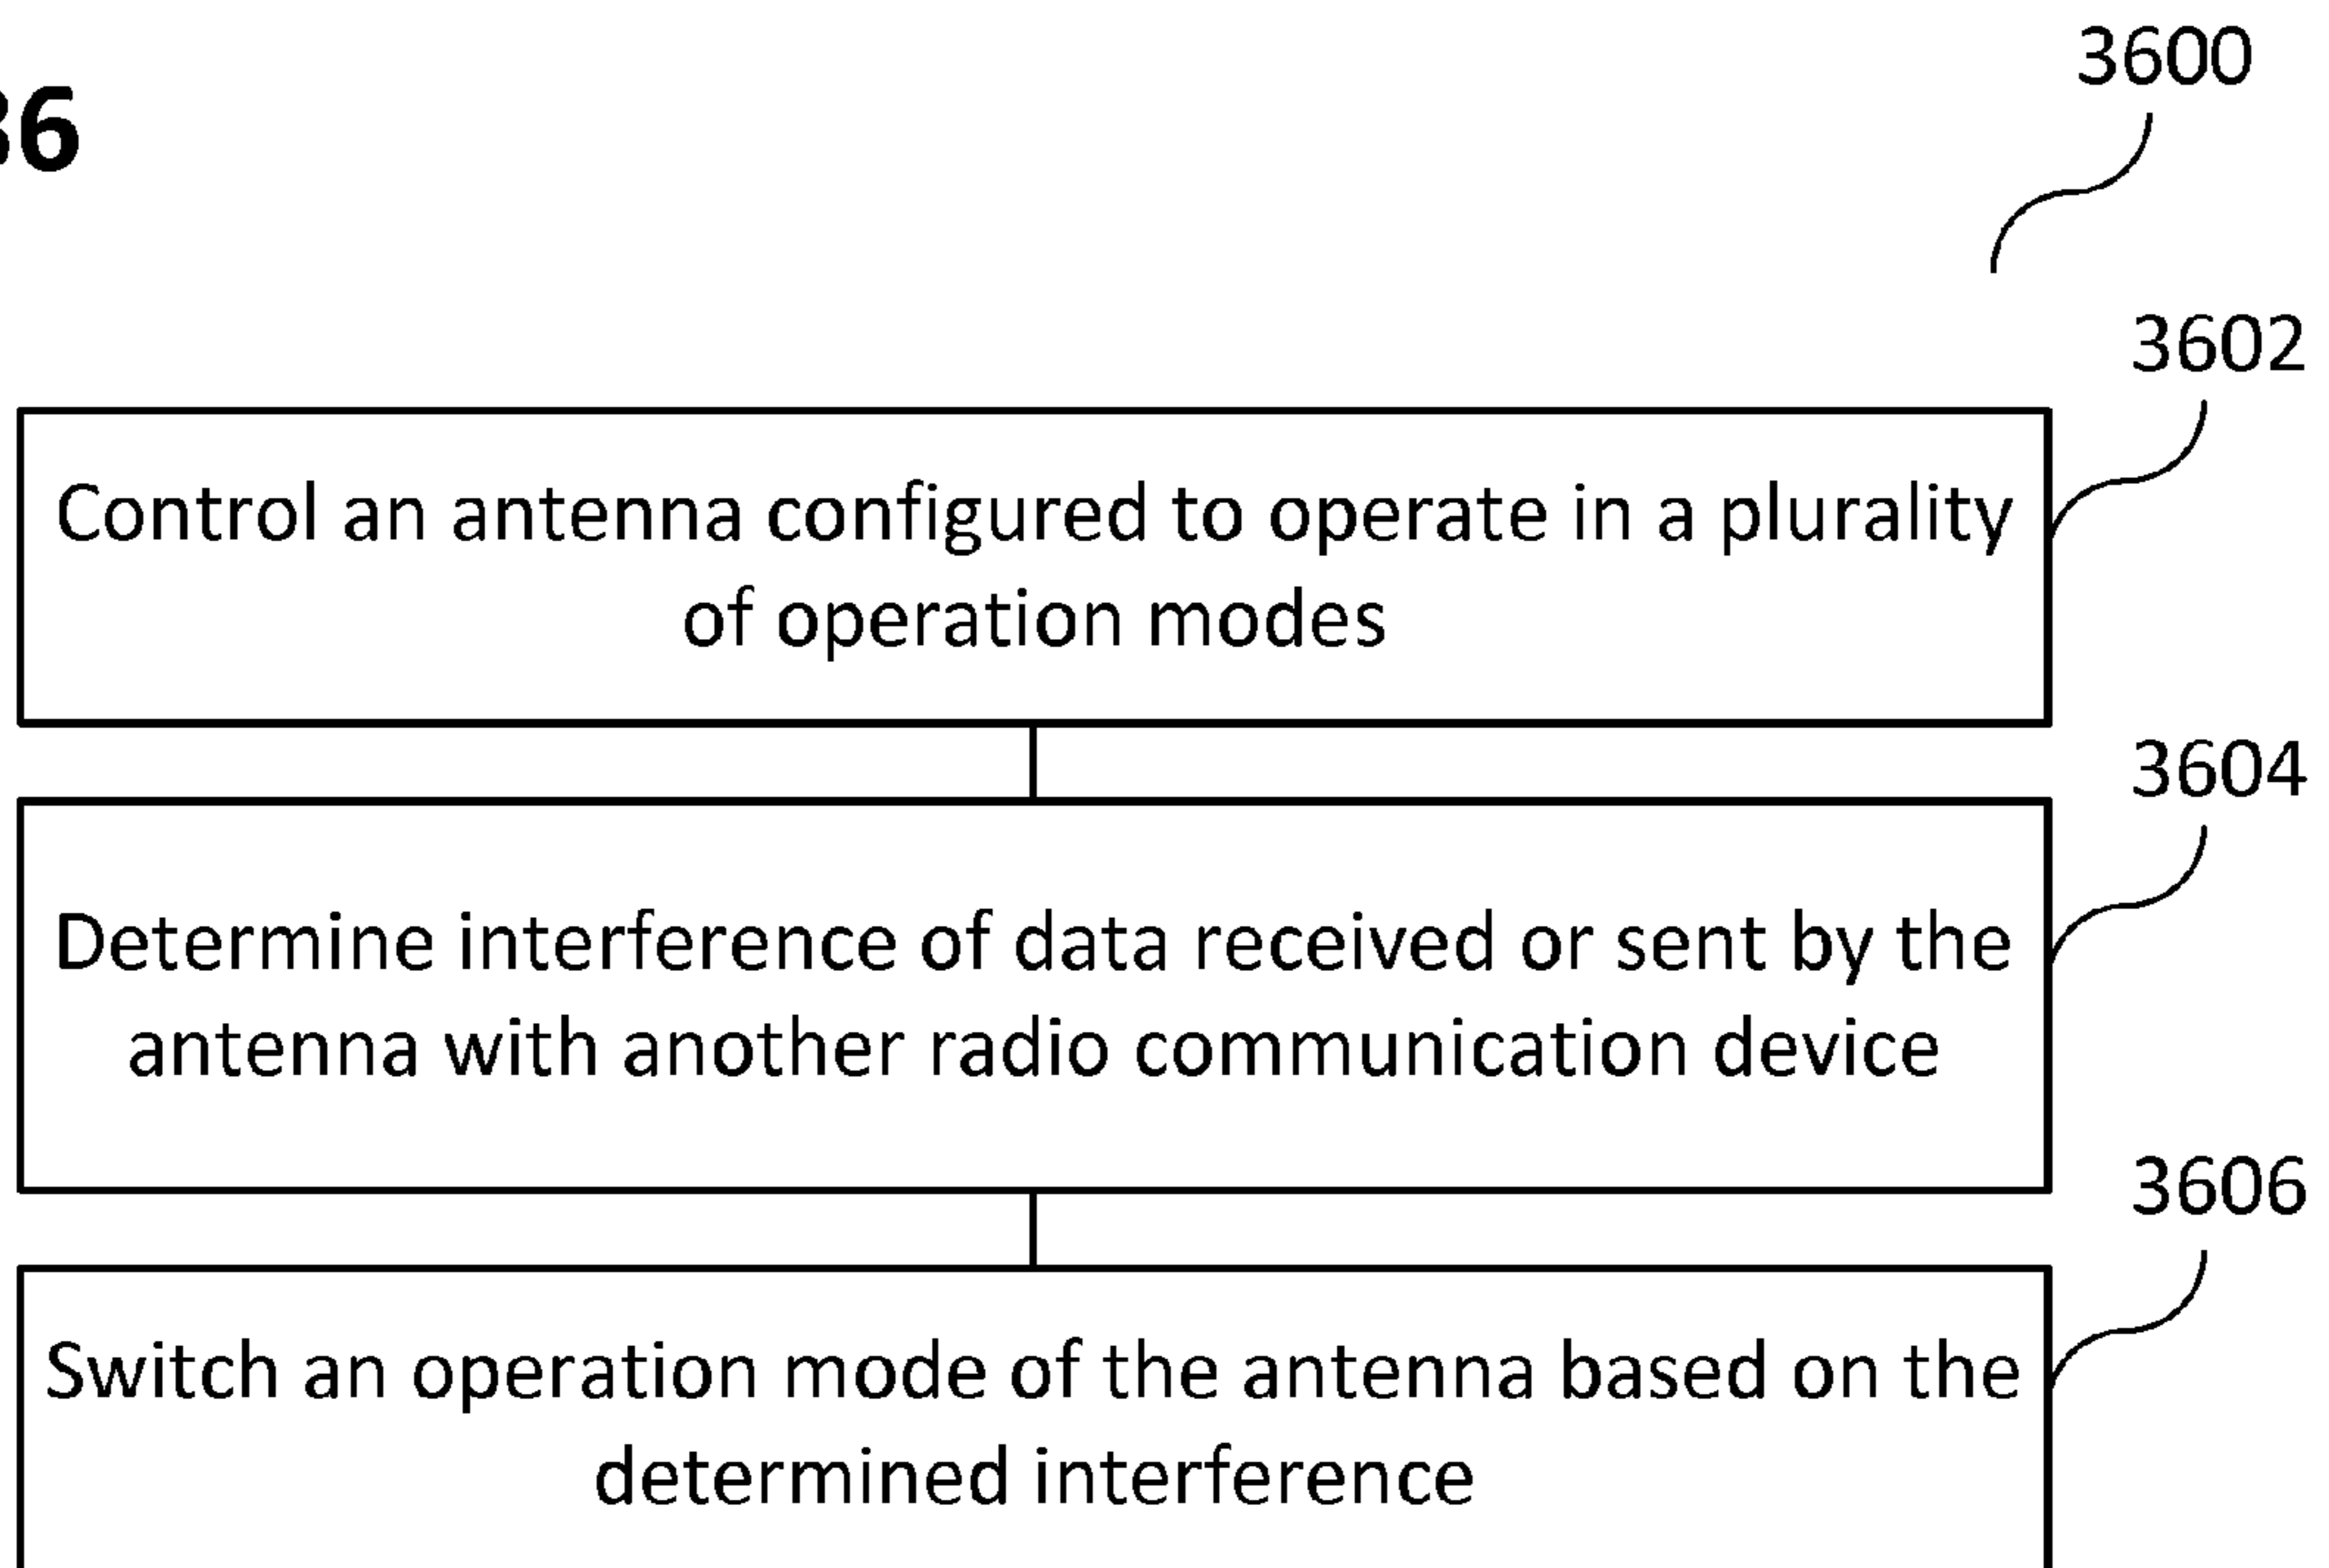 36
3600
3602
Control an antenna configured to operate in a plurality
of operation modes
3604
Determine interference of data received or sent by the
antenna with another radio communication device
3606
Switch an operation mode of the antenna based on the
determined interference